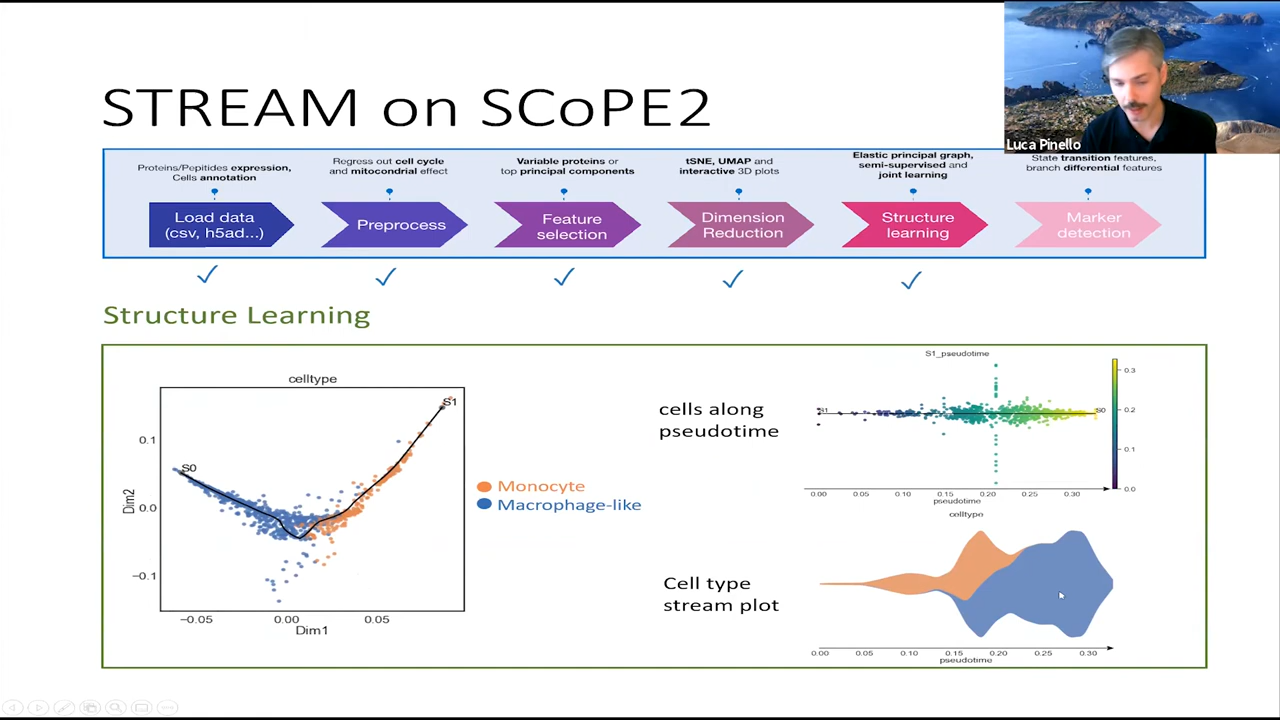 STREAM on SCoPE2
Luca Pinello
Proteins/Peptides expression,
Cells annotation
Regress out cell cycle
and mitocondrial effect
Variable proteins or
top principal components
tSNE, UMAP and
interactive 3D plots
Elastic principal graph,
semi-supervised and
joint learning
State transition features,
branch differential features
Load data
(csv, h5ad...)
Preprocess
Feature
selection
Dimension
Reduction
Structure
learning
Marker
detection
Structure Learning
celltype
S1
S0
0.1
0.0
−0.1
Dim2
−0.05
0.00
0.05
Dim1
Monocyte
Macrophage-like
cells along
pseudotime
S1_pseudotime
S1
S0
0.3
0.2
0.1
0.0
0.00 0.05 0.10 0.15 0.20 0.25 0.30
pseudotime
Cell type
stream plot
celltype
0.00 0.05 0.10 0.15 0.20 0.25 0.30
pseudotime